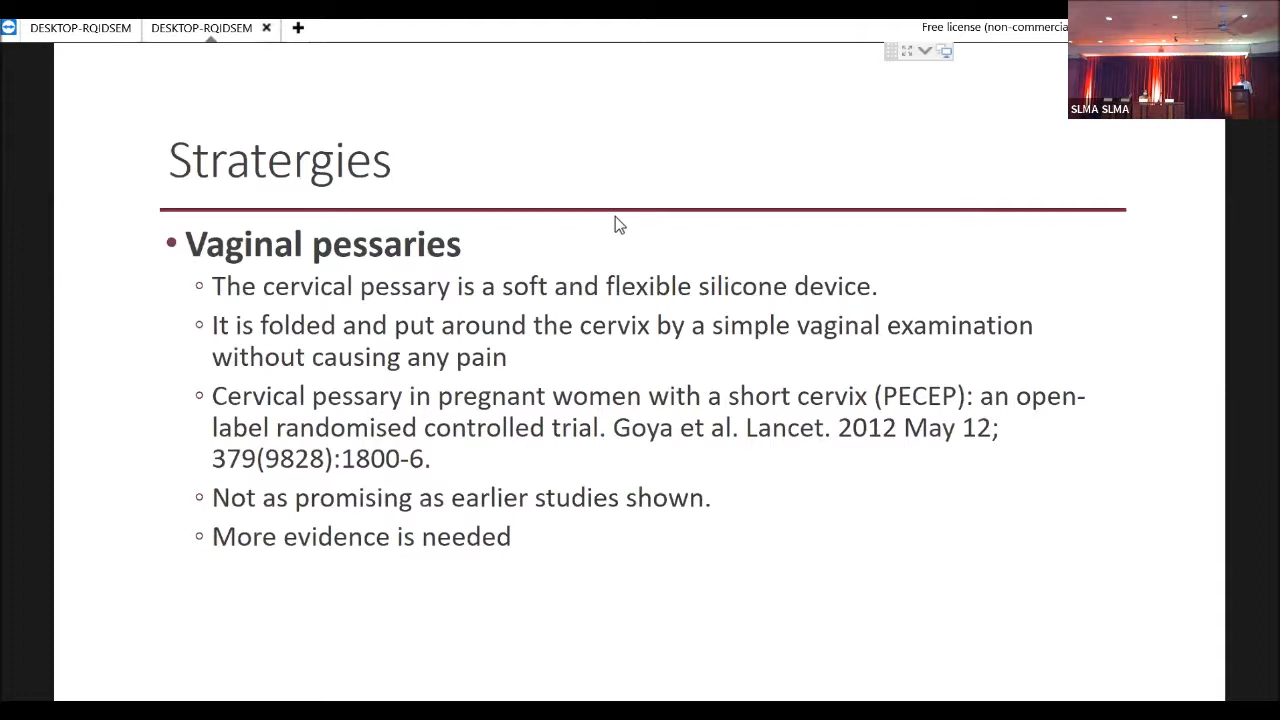 DESKTOP-RQIDSEM
DESKTOP-RQIDSEM
Free license (non-commercia
SLMA SLMA
Stratergies
• Vaginal pessaries
◦ The cervical pessary is a soft and flexible silicone device.
◦ It is folded and put around the cervix by a simple vaginal examination
without causing any pain
◦ Cervical pessary in pregnant women with a short cervix (PECEP): an open-
label randomised controlled trial. Goya et al. Lancet. 2012 May 12;
379(9828):1800-6.
◦ Not as promising as earlier studies shown.
◦ More evidence is needed